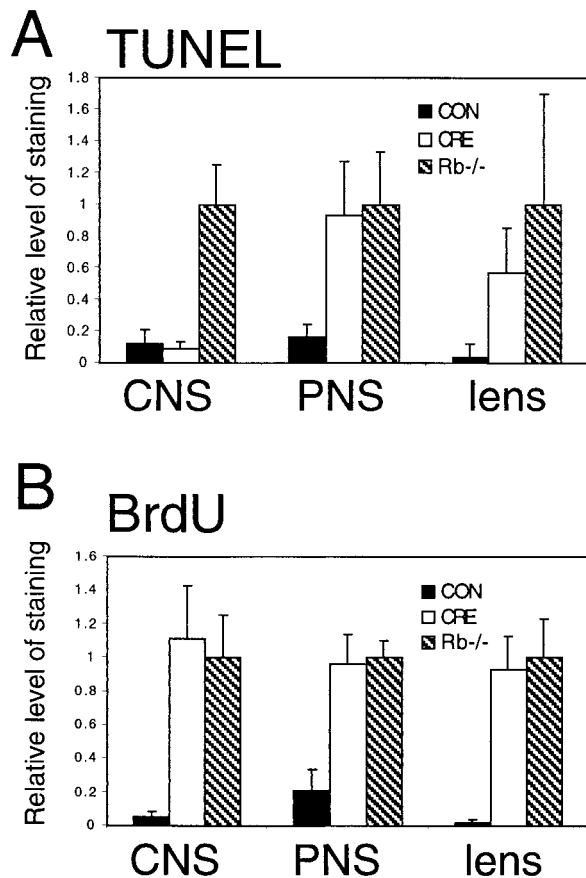 A TUNEL
1.8
1.6
1.4
1.2
1
0.8
0.6
0.4
0.2
0
Relative level of staining
CON
CRE
Rb-/-
CNS PNS lens
B BrdU
1.6
1.4
1.2
1
0.8
0.6
0.4
0.2
0
Relative level of staining
CON
CRE
Rb-/-
CNS PNS lens